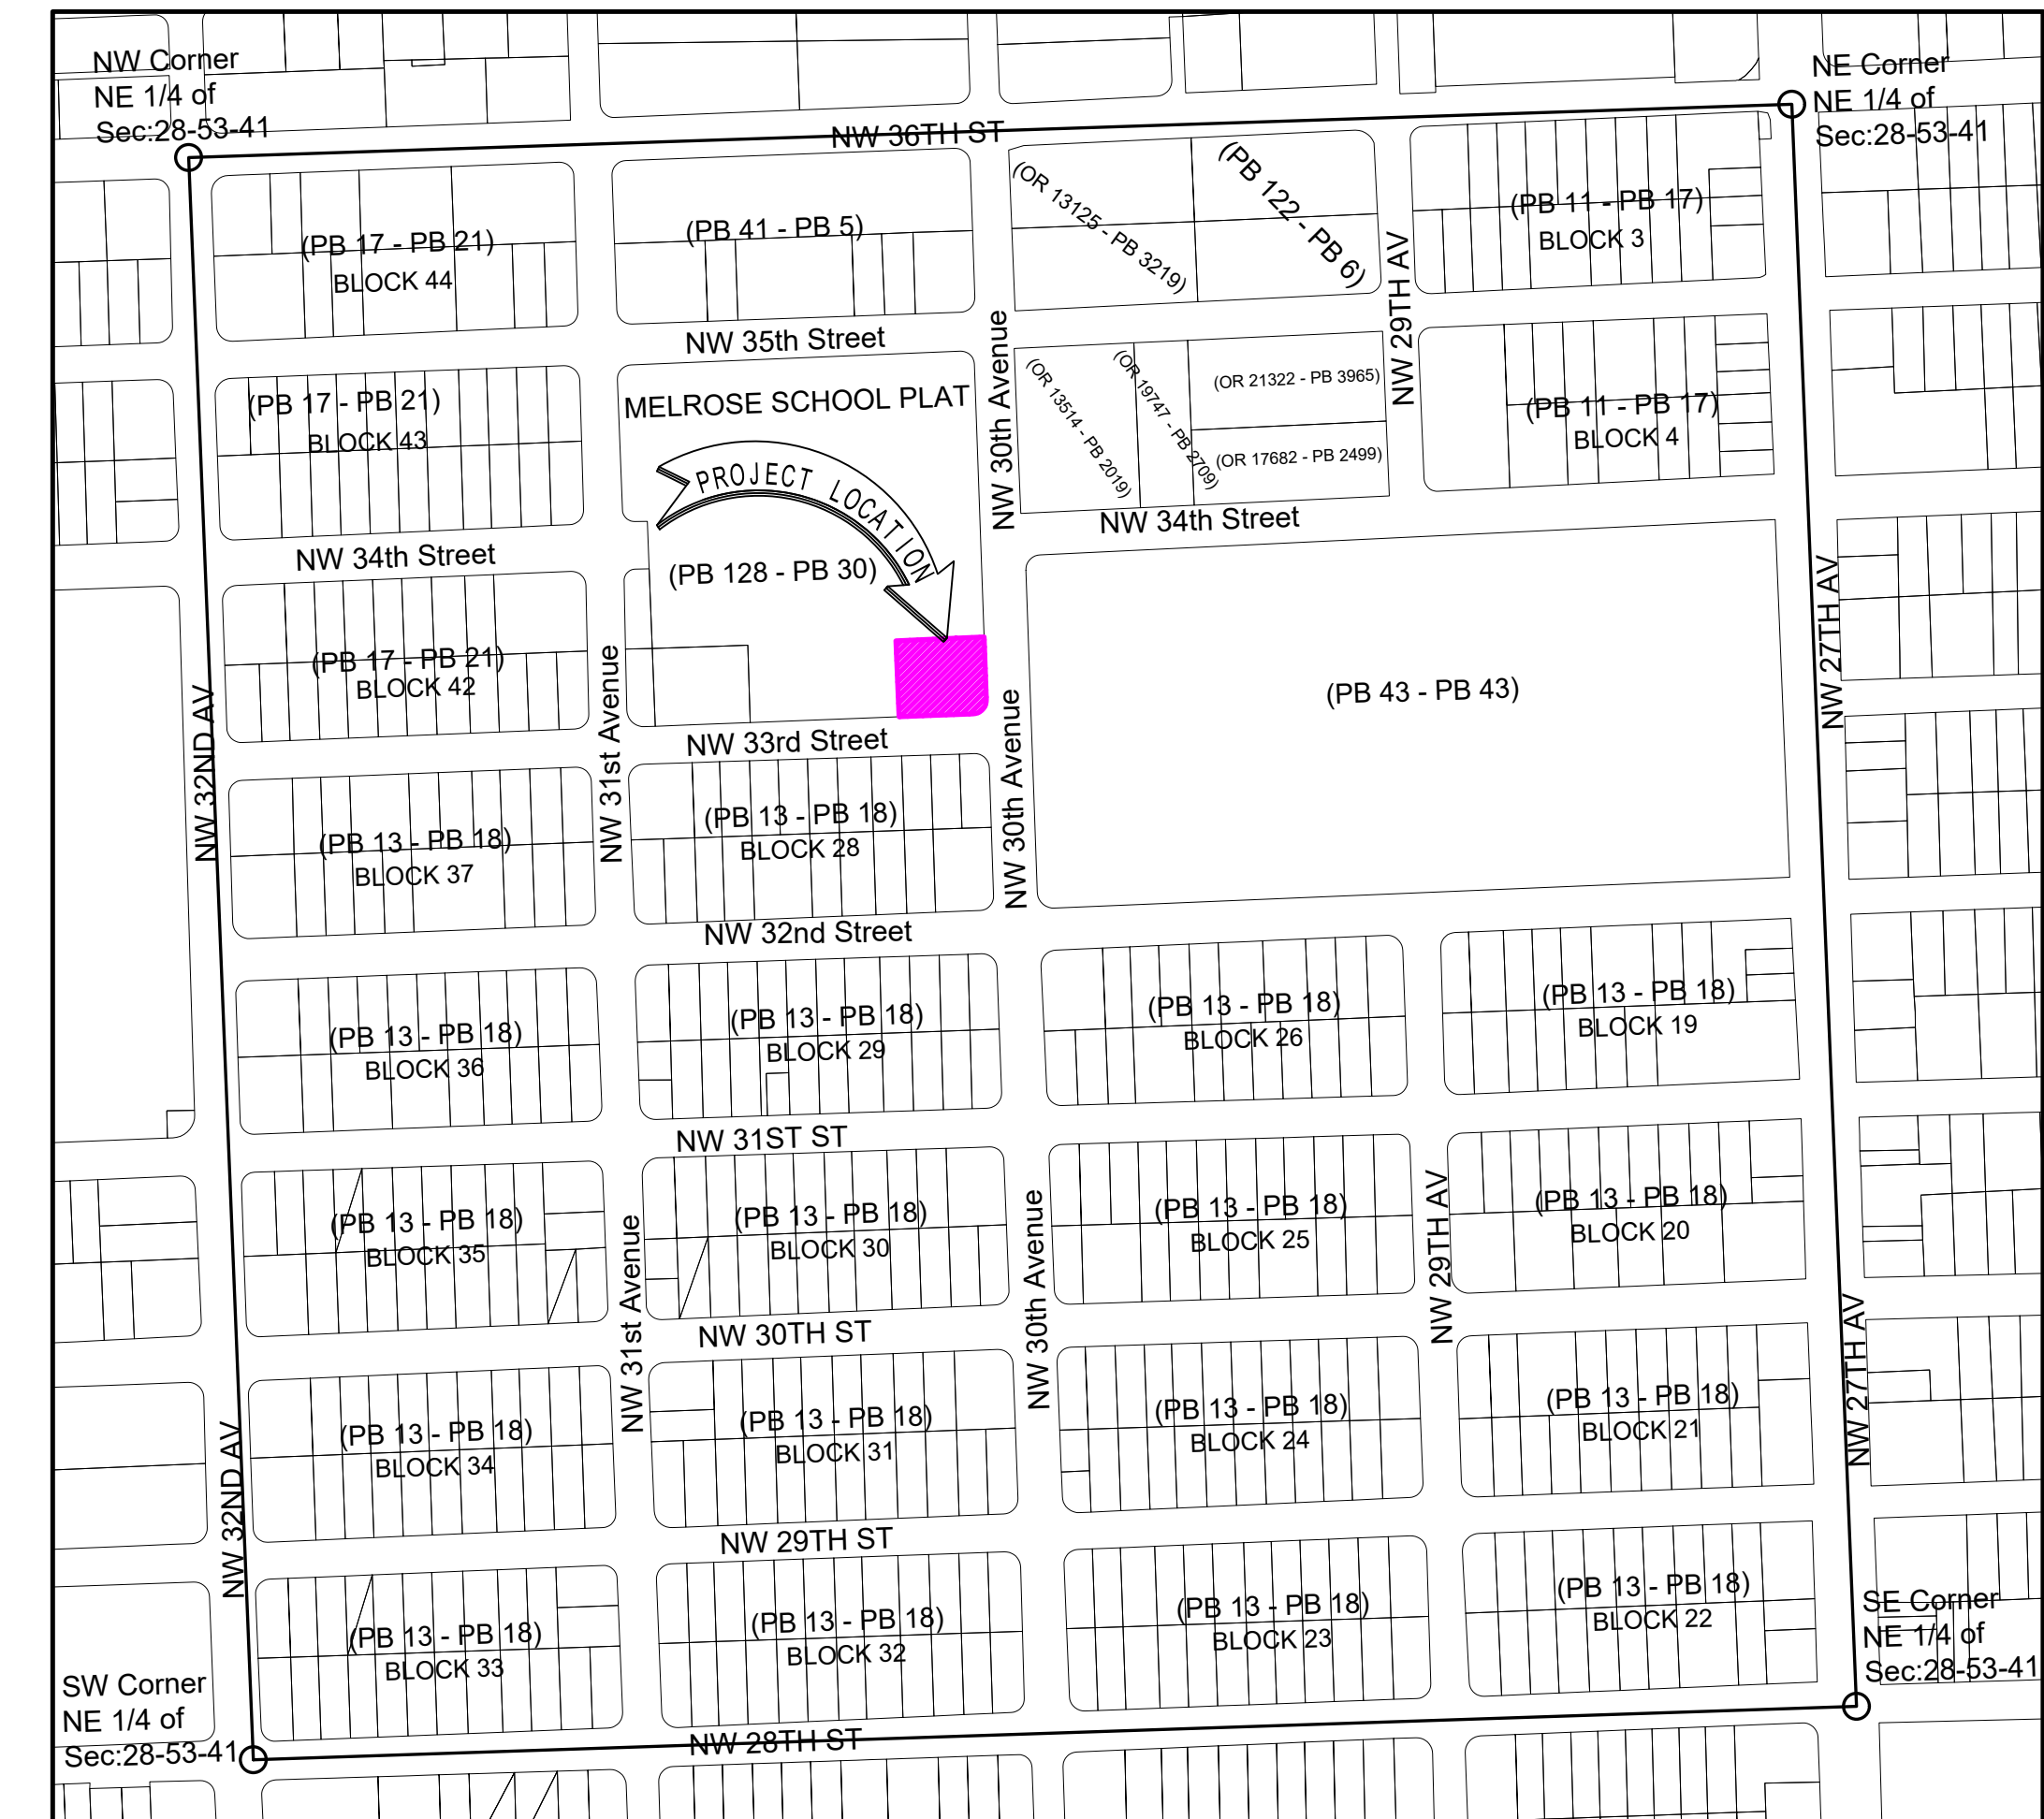 NW Corner
NE 1/4 of
Sec:28-53-41
NE Corner
NE 1/4 of
Sec:28-53-41
NW 36TH ST
(PB 17 - PB 21)
BLOCK 44
(PB 41 - PB 5)
(OR 13125 - PB 3219)
(PB 122 - PB 6)
NW 29TH AV
(PB 11 - PB 17)
BLOCK 3
NW 35th Street
NW 30th Avenue
(PB 17 - PB 21)
BLOCK 43
MELROSE SCHOOL PLAT
(OR 13514 - PB 2019)
(OR 19747 - PB 2709)
(OR 21322 - PB 3965)
(OR 17682 - PB 2499)
(PB 11 - PB 17)
BLOCK 4
PROJECT LOCATION
NW 34th Street
NW 34th Street
(PB 128 - PB 30)
(PB 17 - PB 21)
BLOCK 42
NW 32ND AV
NW 31st Avenue
NW 30th Avenue
(PB 43 - PB 43)
NW 27TH AV
NW 33rd Street
(PB 13 - PB 18)
BLOCK 37
(PB 13 - PB 18)
BLOCK 28
NW 32nd Street
(PB 13 - PB 18)
BLOCK 36
(PB 13 - PB 18)
BLOCK 29
(PB 13 - PB 18)
BLOCK 26
(PB 13 - PB 18)
BLOCK 19
NW 31ST ST
(PB 13 - PB 18)
BLOCK 35
NW 31st Avenue
(PB 13 - PB 18)
BLOCK 30
NW 30th Avenue
(PB 13 - PB 18)
BLOCK 25
NW 29TH AV
(PB 13 - PB 18)
BLOCK 20
NW 27TH AV
NW 30TH ST
NW 32ND AV
(PB 13 - PB 18)
BLOCK 34
(PB 13 - PB 18)
BLOCK 31
(PB 13 - PB 18)
BLOCK 24
(PB 13 - PB 18)
BLOCK 21
NW 29TH ST
(PB 13 - PB 18)
BLOCK 33
(PB 13 - PB 18)
BLOCK 32
(PB 13 - PB 18)
BLOCK 23
(PB 13 - PB 18)
BLOCK 22
SE Corner
NE 1/4 of
Sec:28-53-41
SW Corner
NE 1/4 of
Sec:28-53-41
NW 28TH ST